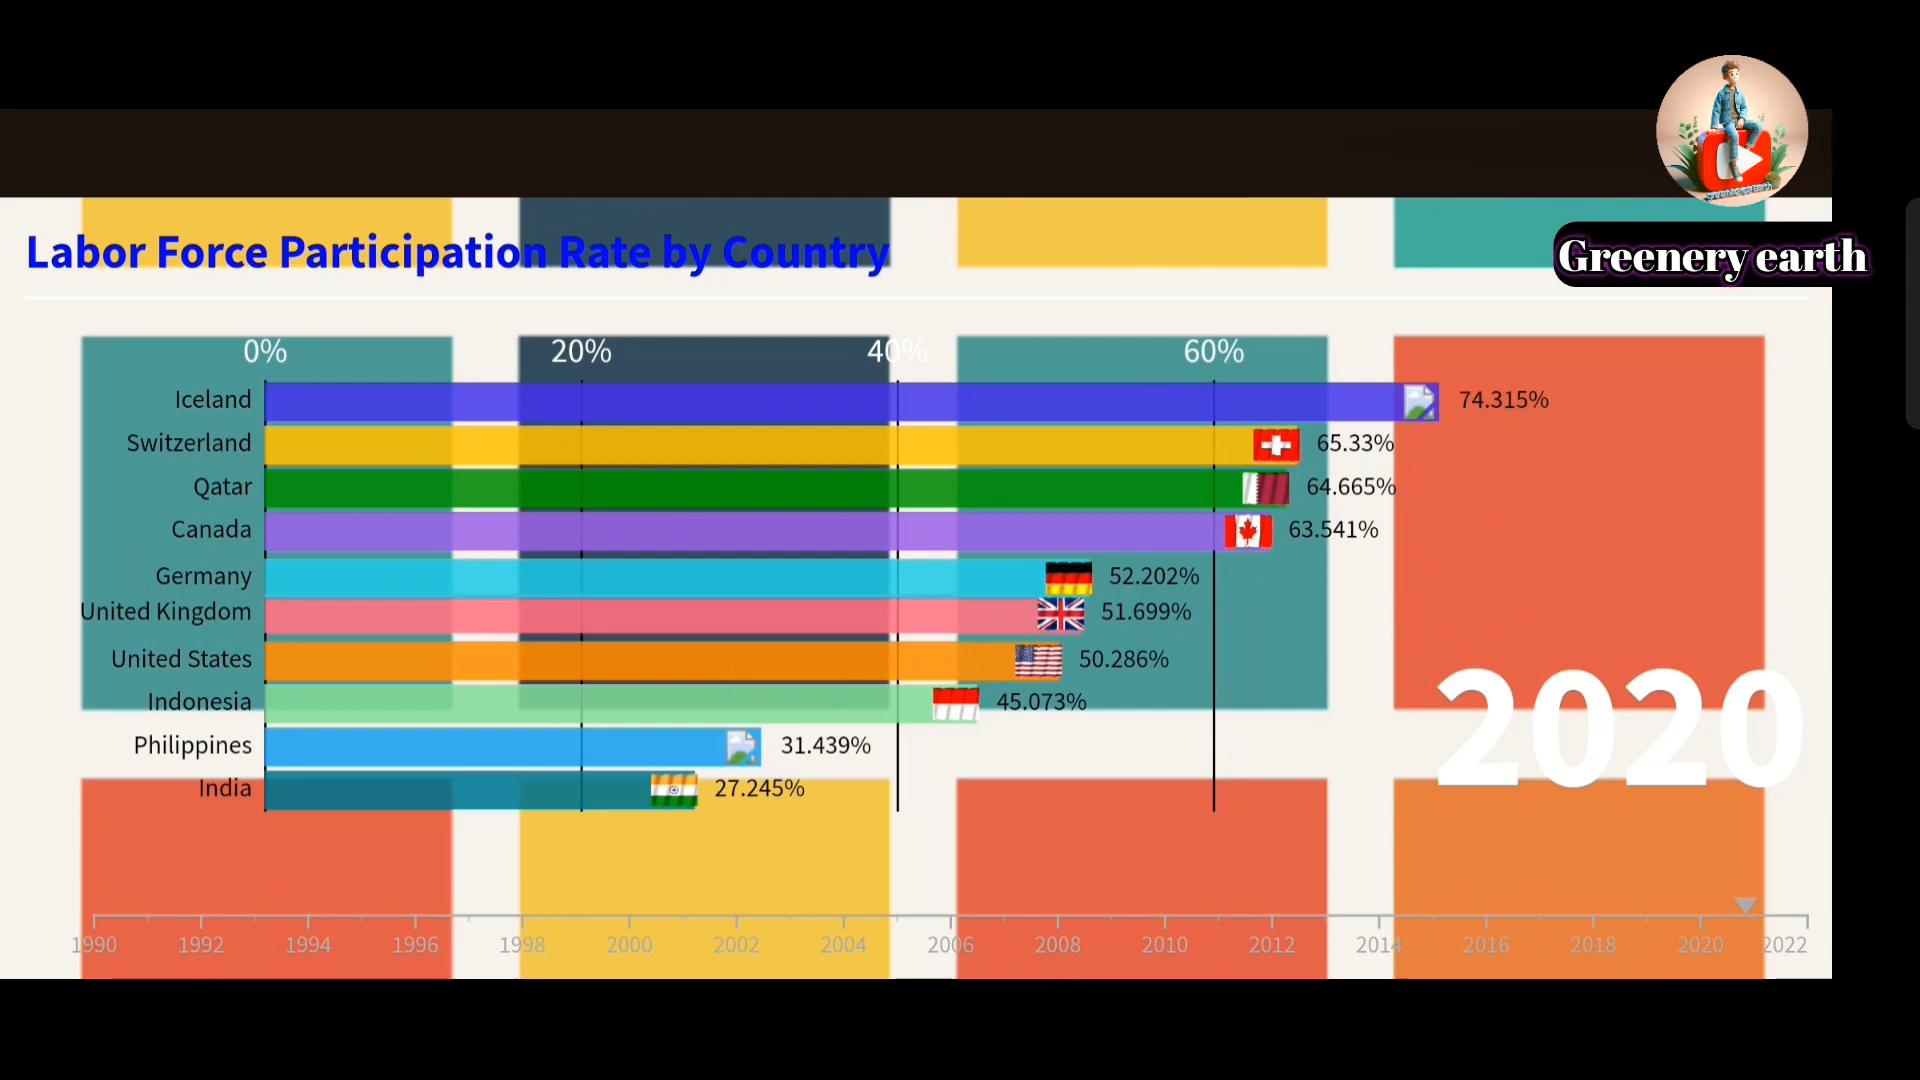 Greenery earth
Labor Force Participation Rate by Country
0% 20% 40% 60%
Iceland 74.315%
Switzerland 65.33%
Qatar 64.665%
Canada 63.541%
Germany 52.202%
United Kingdom 51.699%
United States 50.286%
Indonesia 45.073%
Philippines 31.439%
India 27.245%
2020
1990 1992 1994 1996 1998 2000 2002 2004 2006 2008 2010 2012 2014 2016 2018 2020 2022